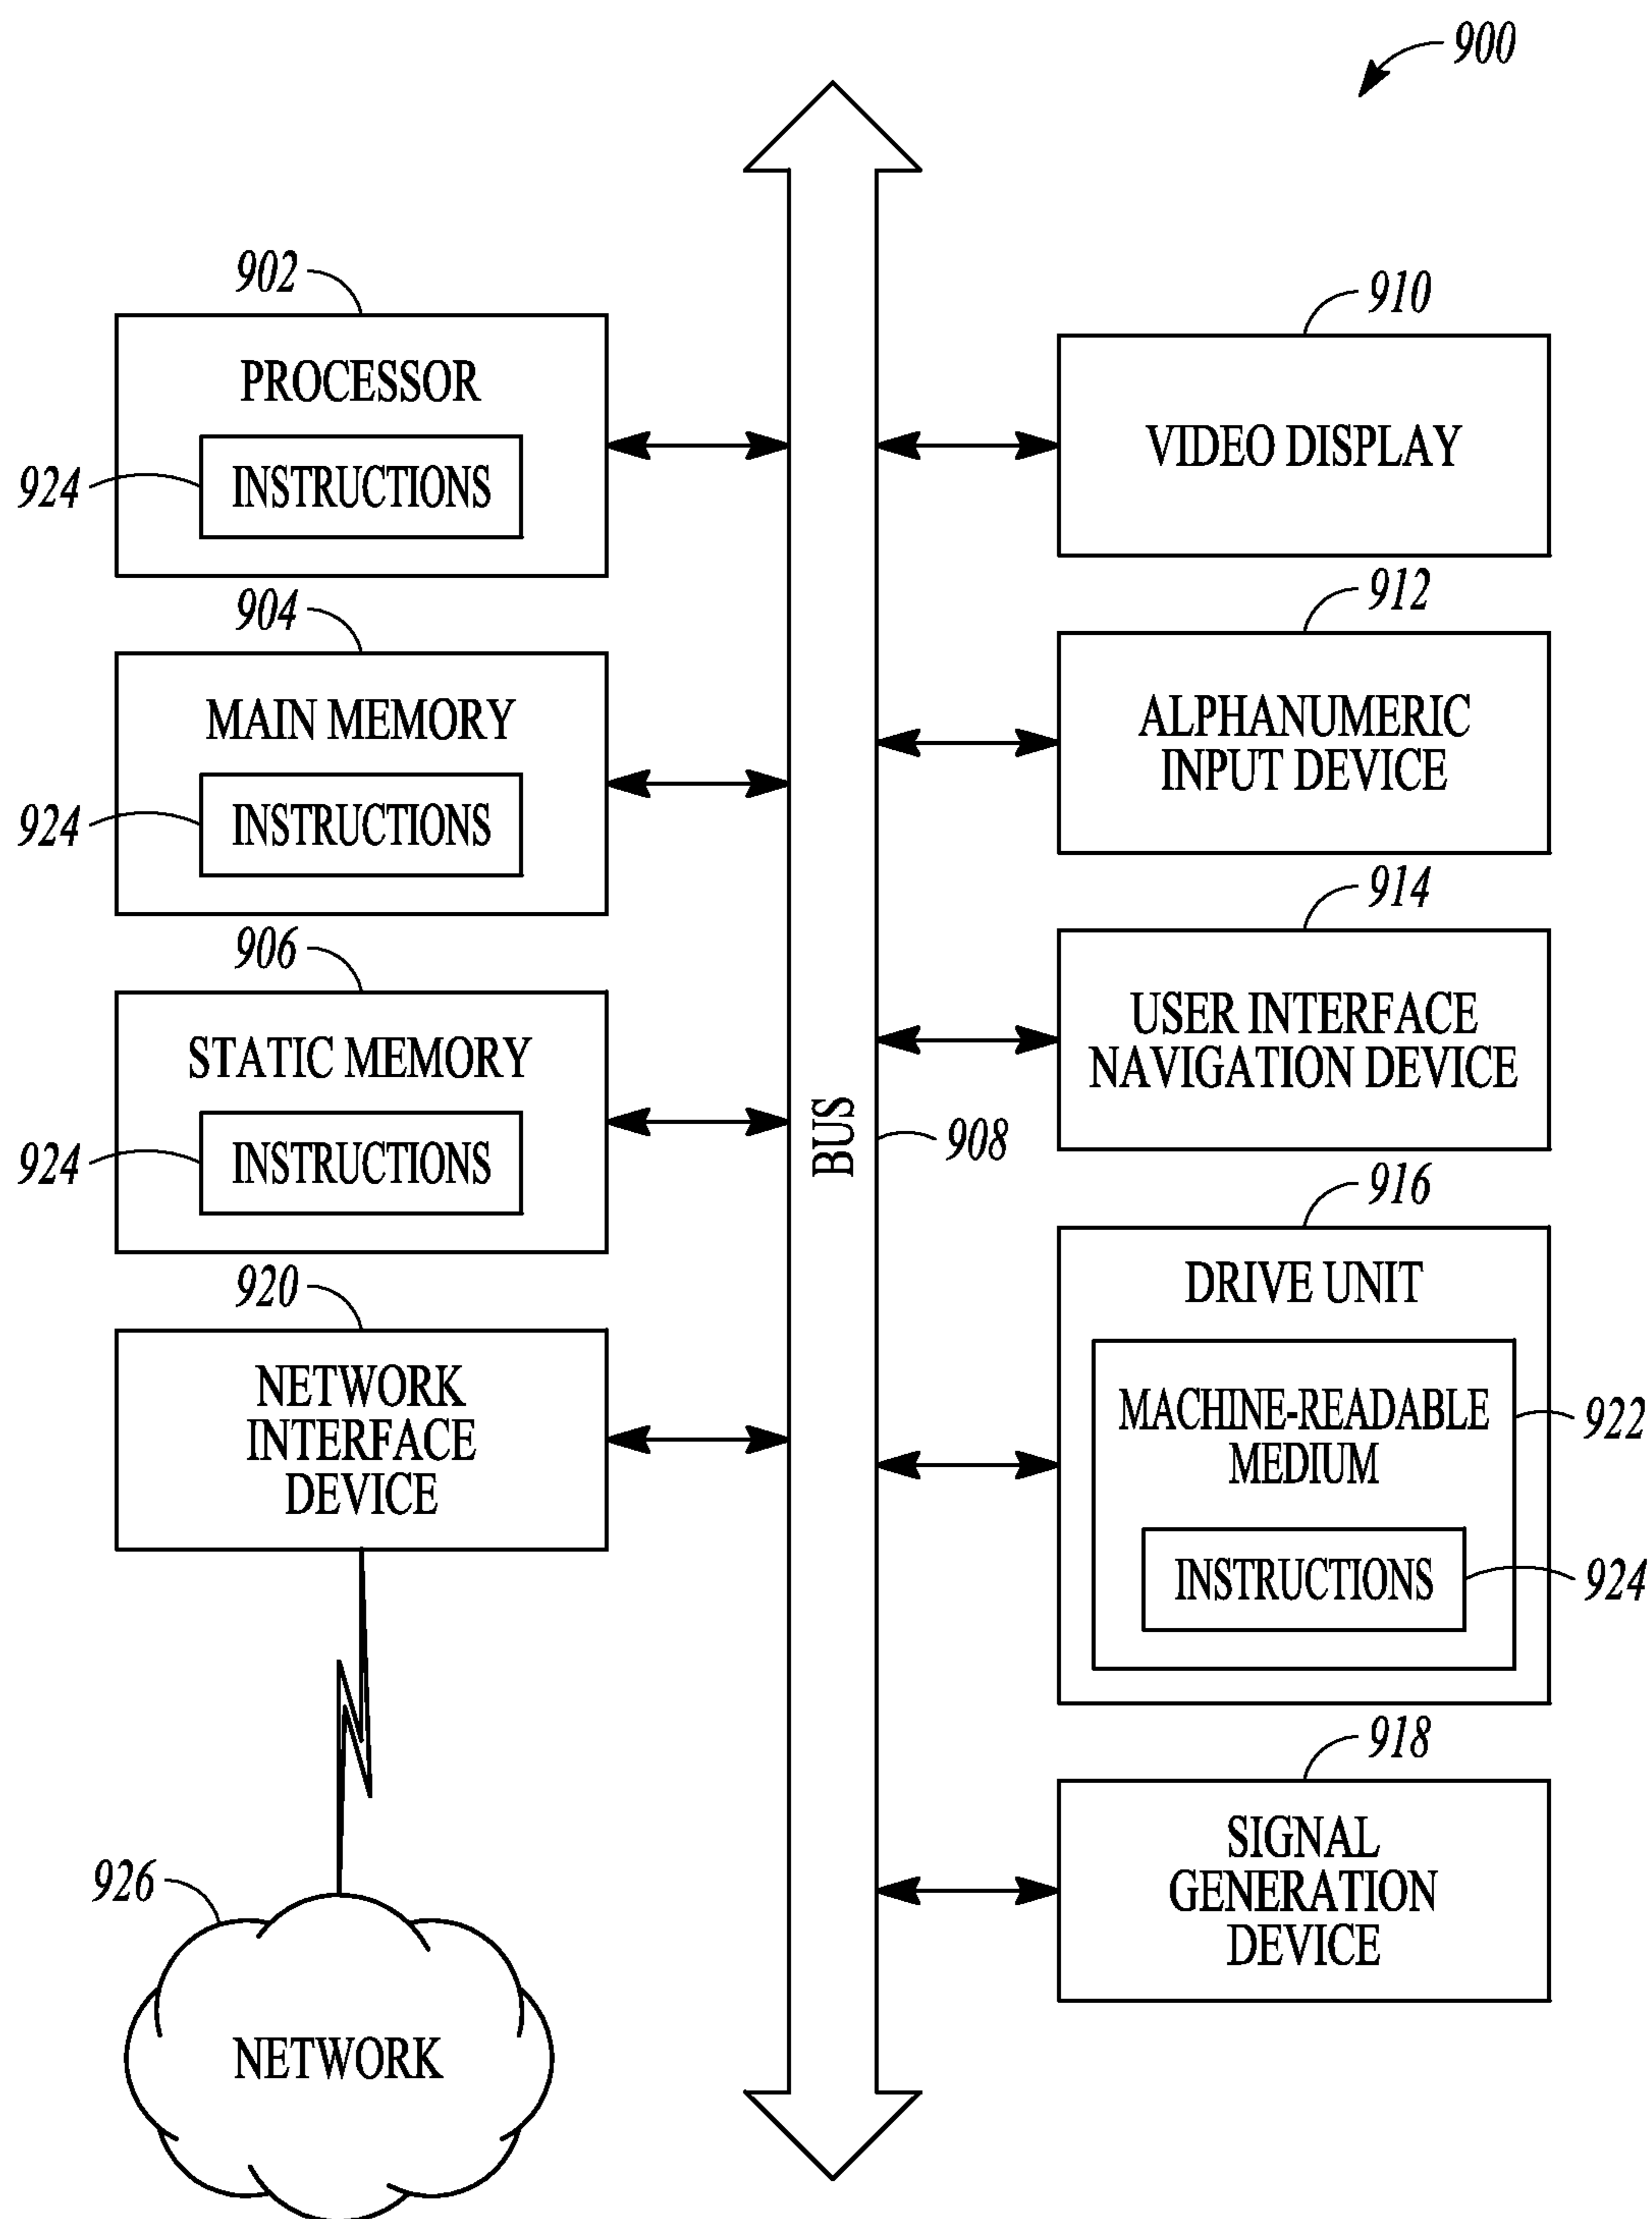 900
902
PROCESSOR
924
INSTRUCTIONS
904
MAIN MEMORY
924
INSTRUCTIONS
906
STATIC MEMORY
924
INSTRUCTIONS
920
NETWORK
INTERFACE
DEVICE
926
NETWORK
BUS
908
910
VIDEO DISPLAY
912
ALPHANUMERIC
INPUT DEVICE
914
USER INTERFACE
NAVIGATION DEVICE
916
DRIVE UNIT
MACHINE-READABLE
MEDIUM
922
INSTRUCTIONS
924
918
SIGNAL
GENERATION
DEVICE